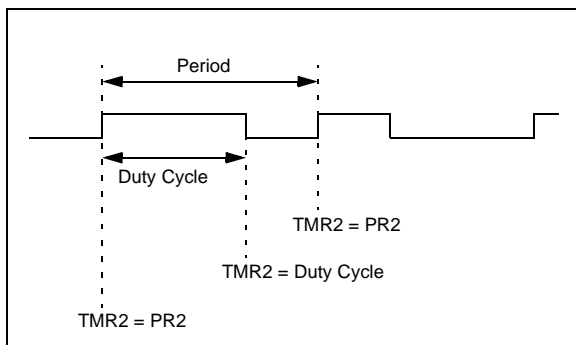 Period
Duty Cycle
TMR2 = PR2
TMR2 = Duty Cycle
TMR2 = PR2